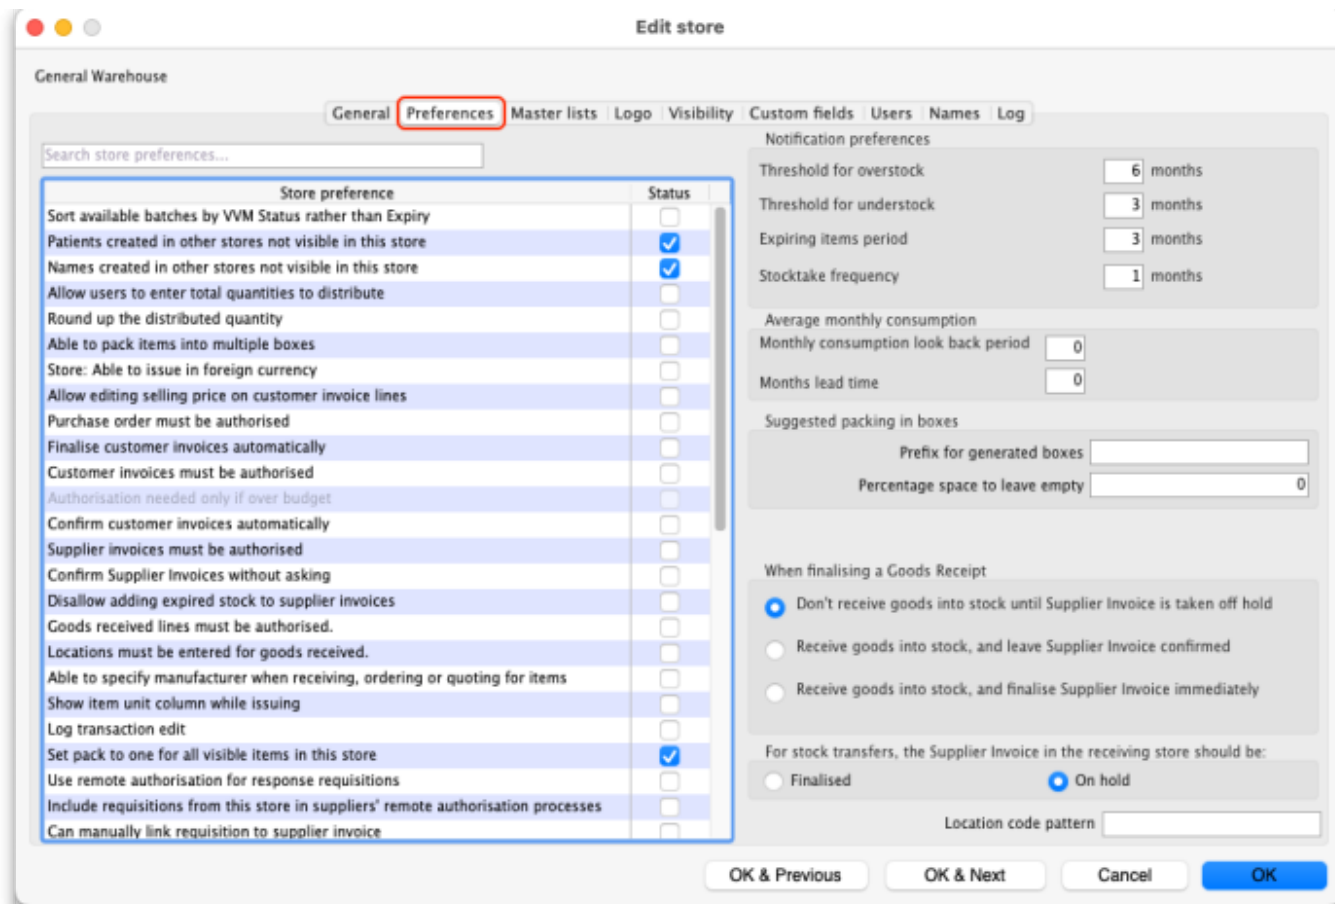 Edit store
General Warehouse
General Preferences Master lists Logo Visibility Custom fields Users Names Log
Search store preferences...
Store preference Status
Sort available batches by VVM Status rather than Expiry
Patients created in other stores not visible in this store
Names created in other stores not visible in this store
Allow users to enter total quantities to distribute
Round up the distributed quantity
Able to pack items into multiple boxes
Store: Able to issue in foreign currency
Allow editing selling price on customer invoice lines
Purchase order must be authorised
Finalise customer invoices automatically
Customer invoices must be authorised
Authorisation needed only if over budget
Confirm customer invoices automatically
Supplier invoices must be authorised
Confirm Supplier Invoices without asking
Disallow adding expired stock to supplier invoices
Goods received lines must be authorised.
Locations must be entered for goods received.
Able to specify manufacturer when receiving, ordering or quoting for items
Show item unit column while issuing
Log transaction edit
Set pack to one for all visible items in this store
Use remote authorisation for response requisitions
Include requisitions from this store in suppliers' remote authorisation processes
Can manually link requisition to supplier invoice
Notification preferences
Threshold for overstock 6 months
Threshold for understock 3 months
Expiring items period 3 months
Stocktake frequency 1 months
Average monthly consumption
Monthly consumption look back period 0
Months lead time 0
Suggested packing in boxes
Prefix for generated boxes
Percentage space to leave empty 0
When finalising a Goods Receipt
Don't receive goods into stock until Supplier Invoice is taken off hold
Receive goods into stock, and leave Supplier Invoice confirmed
Receive goods into stock, and finalise Supplier Invoice immediately
For stock transfers, the Supplier Invoice in the receiving store should be:
Finalised On hold
Location code pattern
OK & Previous OK & Next Cancel OK